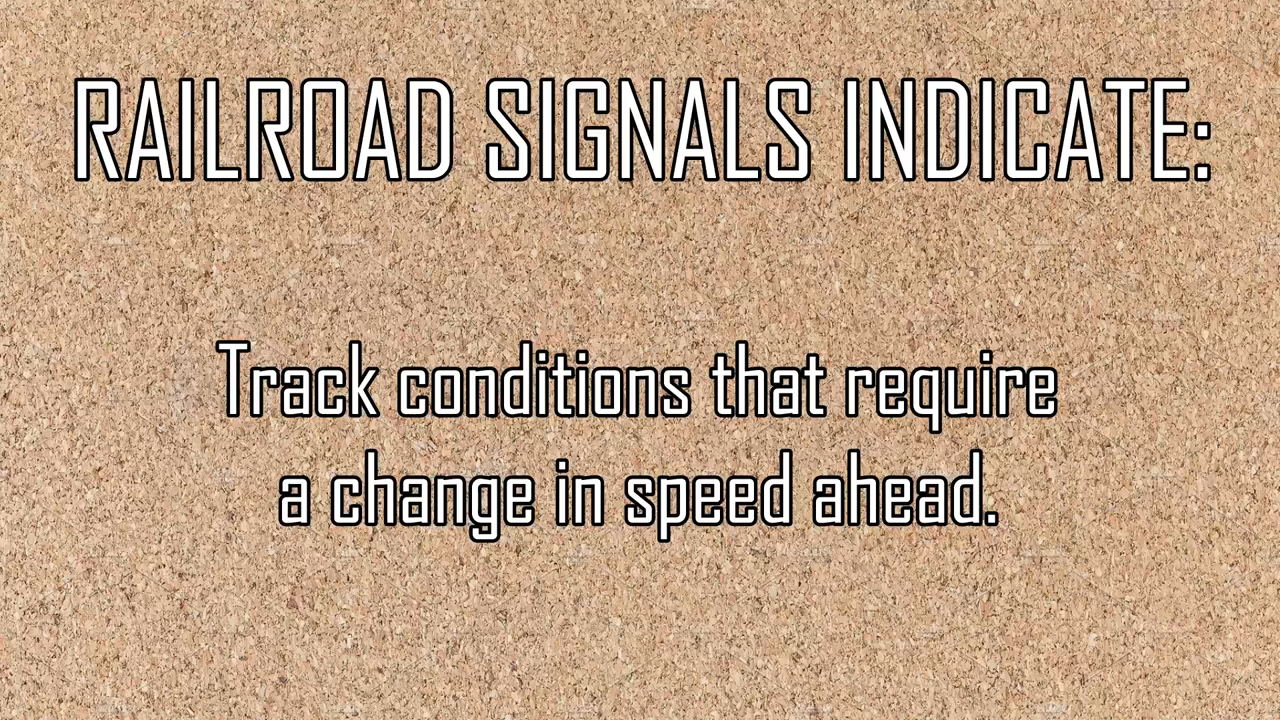 RAILROAD SIGNALS INDICATE:
Track conditions that require
a change in speed ahead.